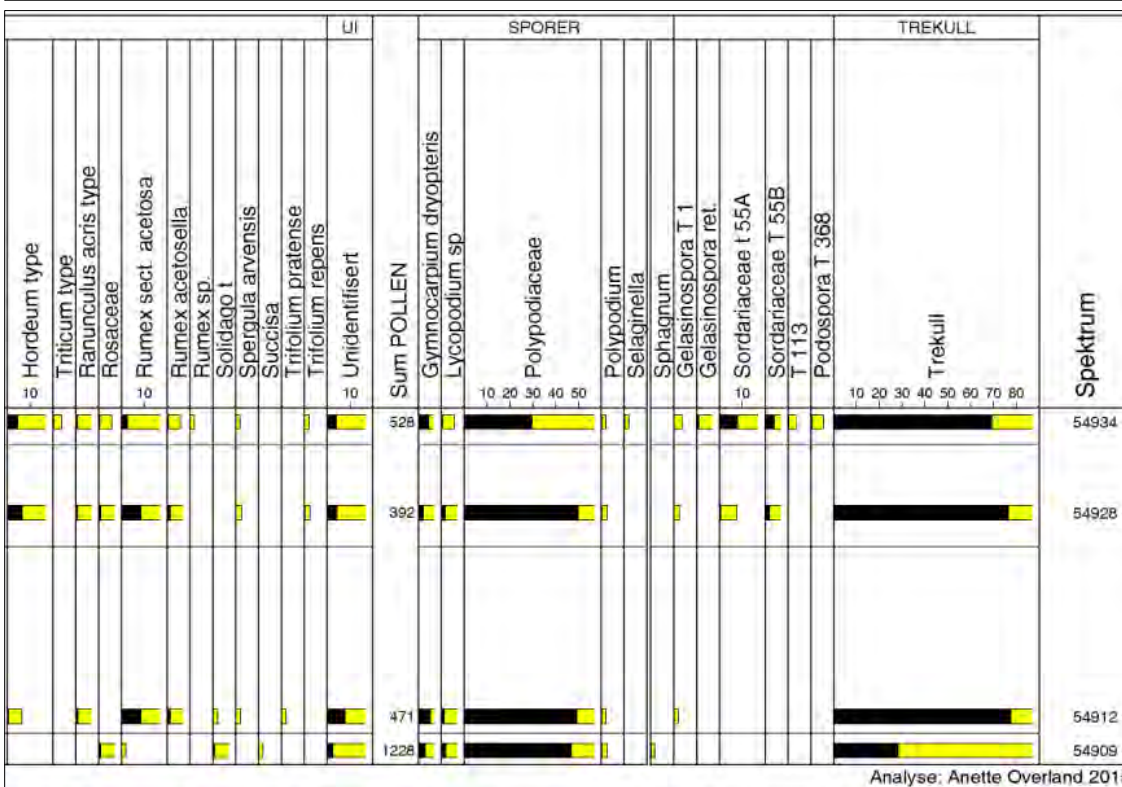 UI SPORER TREKULL
Hordeum type
Triticum type
Ranunculus acris type
Rosaceae
Rumex sect. acetosa
Rumex acetosella
Rumex sp.
Solidago t
Spergula arvensis
Succisa
Trifolium pratense
Trifolium repens
Unidentifisert
Sum POLLEN
Gymnocarpium dryopteris
Lycopodium sp
Polypodiaceae
Polypodium
Selaginella
Sphagnum
Gelasinospora T 1
Gelasinospora ret.
Sordariaceae t 55A
Sordariaceae T 55B
T 113
Podospora T. 368
Trekull
Spektrum
10 10 10 10 20 30 40 50 10 10 20 30 40 50 60 70 80
528 54934
392 54928
471 54912
1228 54909
Analyse: Anette Overland